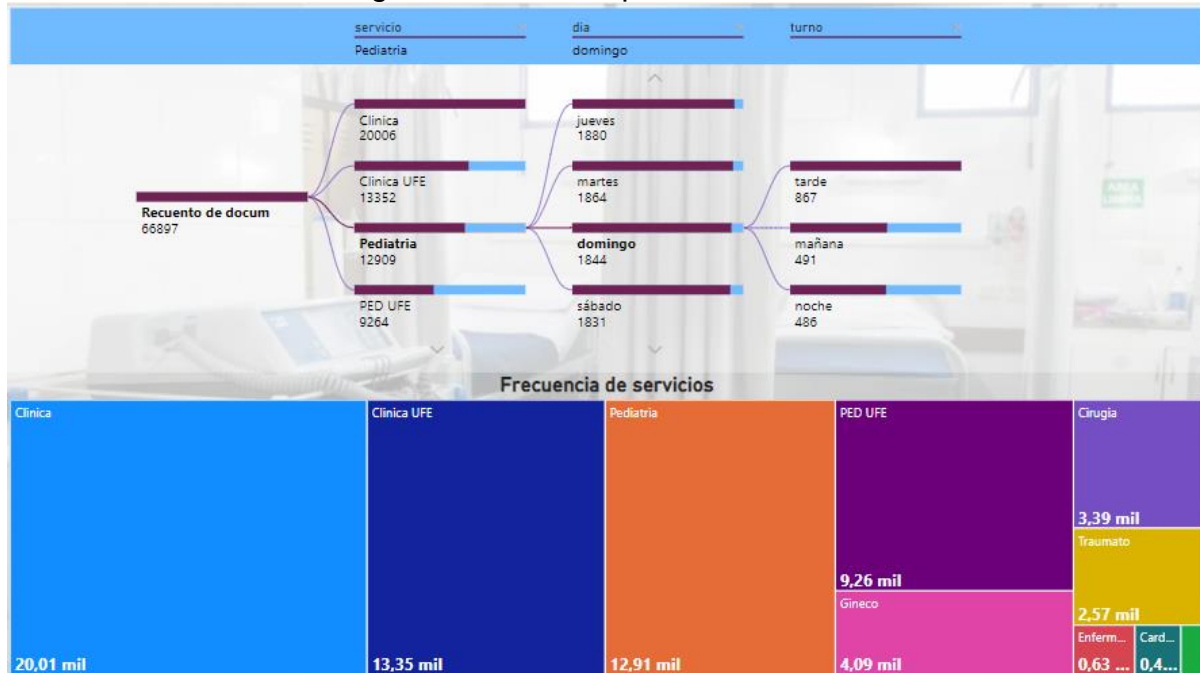 servicio
dia
turno
Pediatria
domingo
Clinica
20006
jueves
1880
Clinica UFE
13352
martes
1864
tarde
867
Recuento de docum
66897
Pediatria
12909
domingo
1844
mañana
491
PED UFE
9264
sábado
1831
noche
486
Frecuencia de servicios
Clinica
Clinica UFE
Pediatria
PED UFE
Cirugia
3,39 mil
Traumato
9,26 mil
Gineco
2,57 mil
Enferm...
Card...
20,01 mil
13,35 mil
12,91 mil
4,09 mil
0,63 ...
0,4...